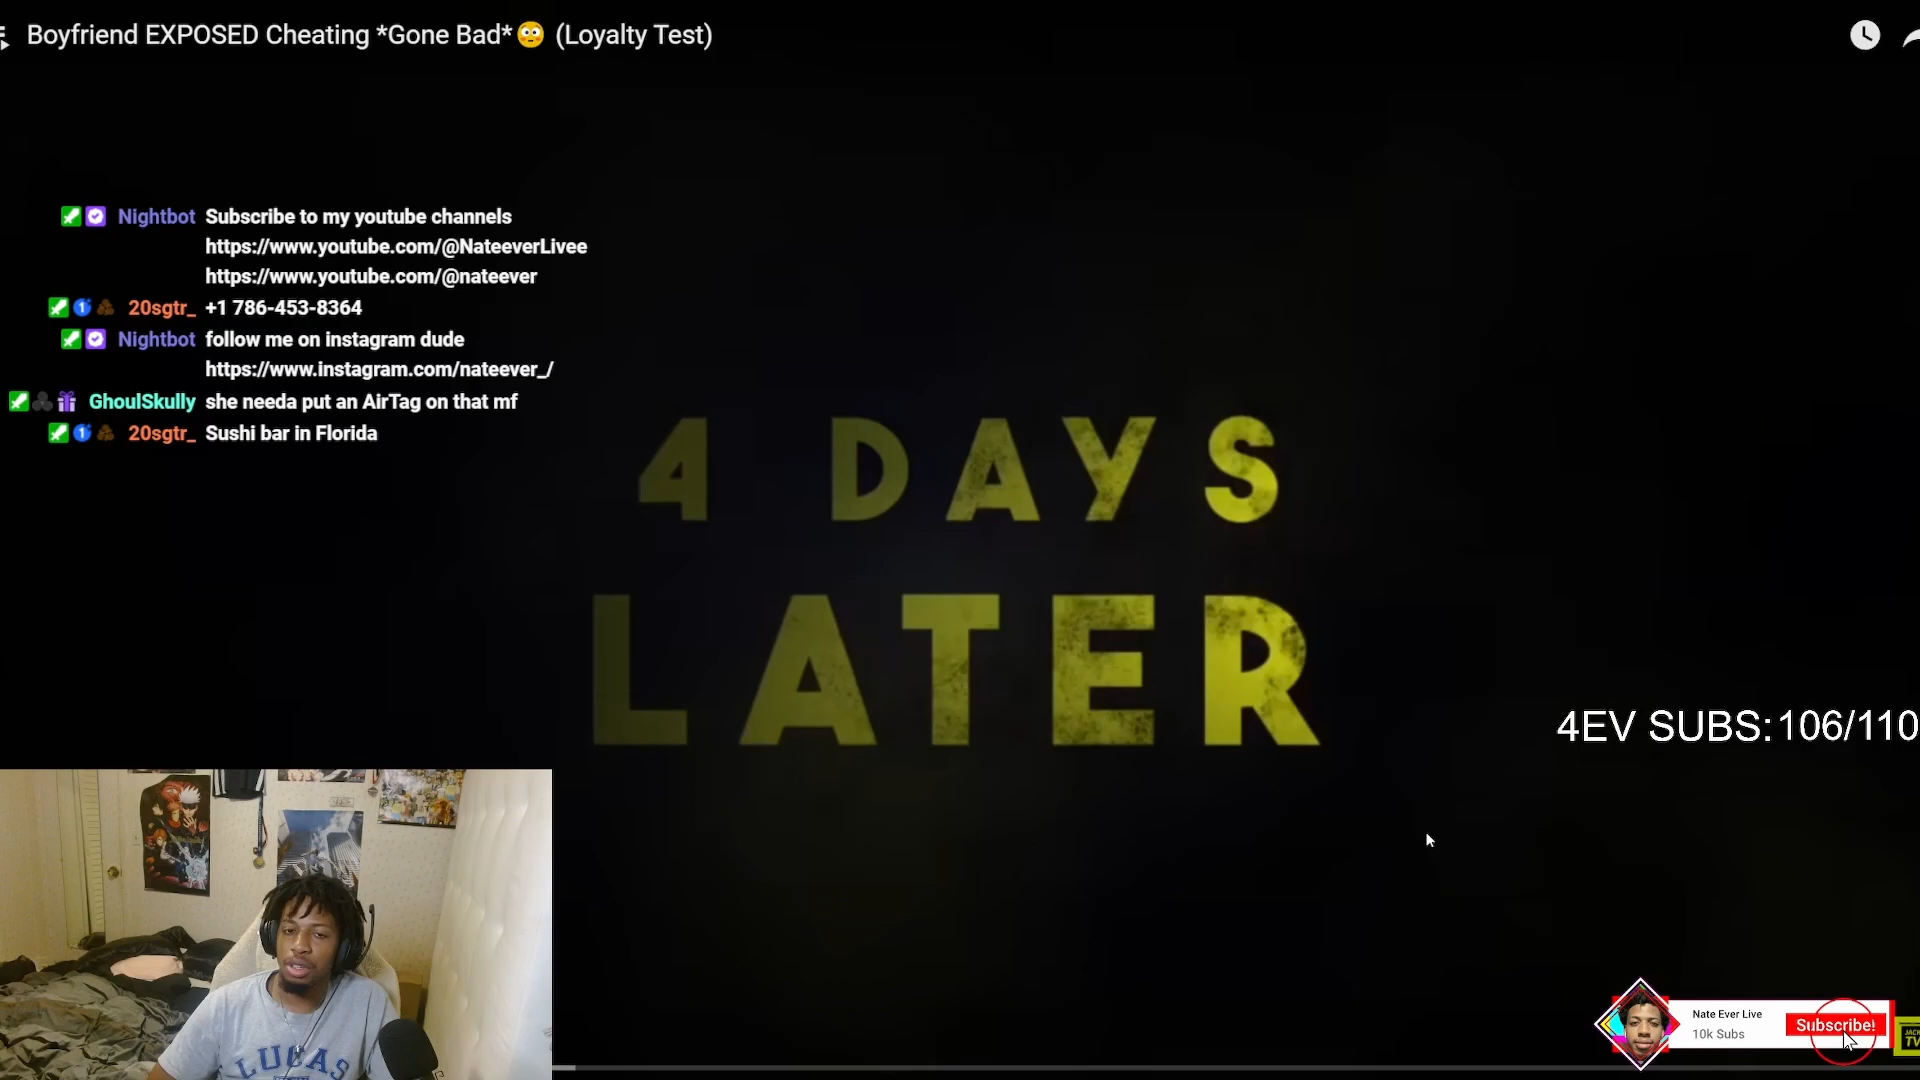 Boyfriend EXPOSED Cheating *Gone Bad*😳 (Loyalty Test)
Nightbot Subscribe to my youtube channels
https://www.youtube.com/@NateeverLivee
https://www.youtube.com/@nateever
20sgtr_ +1 786-453-8364
Nightbot follow me on instagram dude
https://www.instagram.com/nateever_/
GhoulSkully she needa put an AirTag on that mf
20sgtr_ Sushi bar in Florida
4 DAYS
LATER
4EV SUBS: 106/110
LUCAS
Nate Ever Live
10k Subs
Subscribe!
JACK
TV